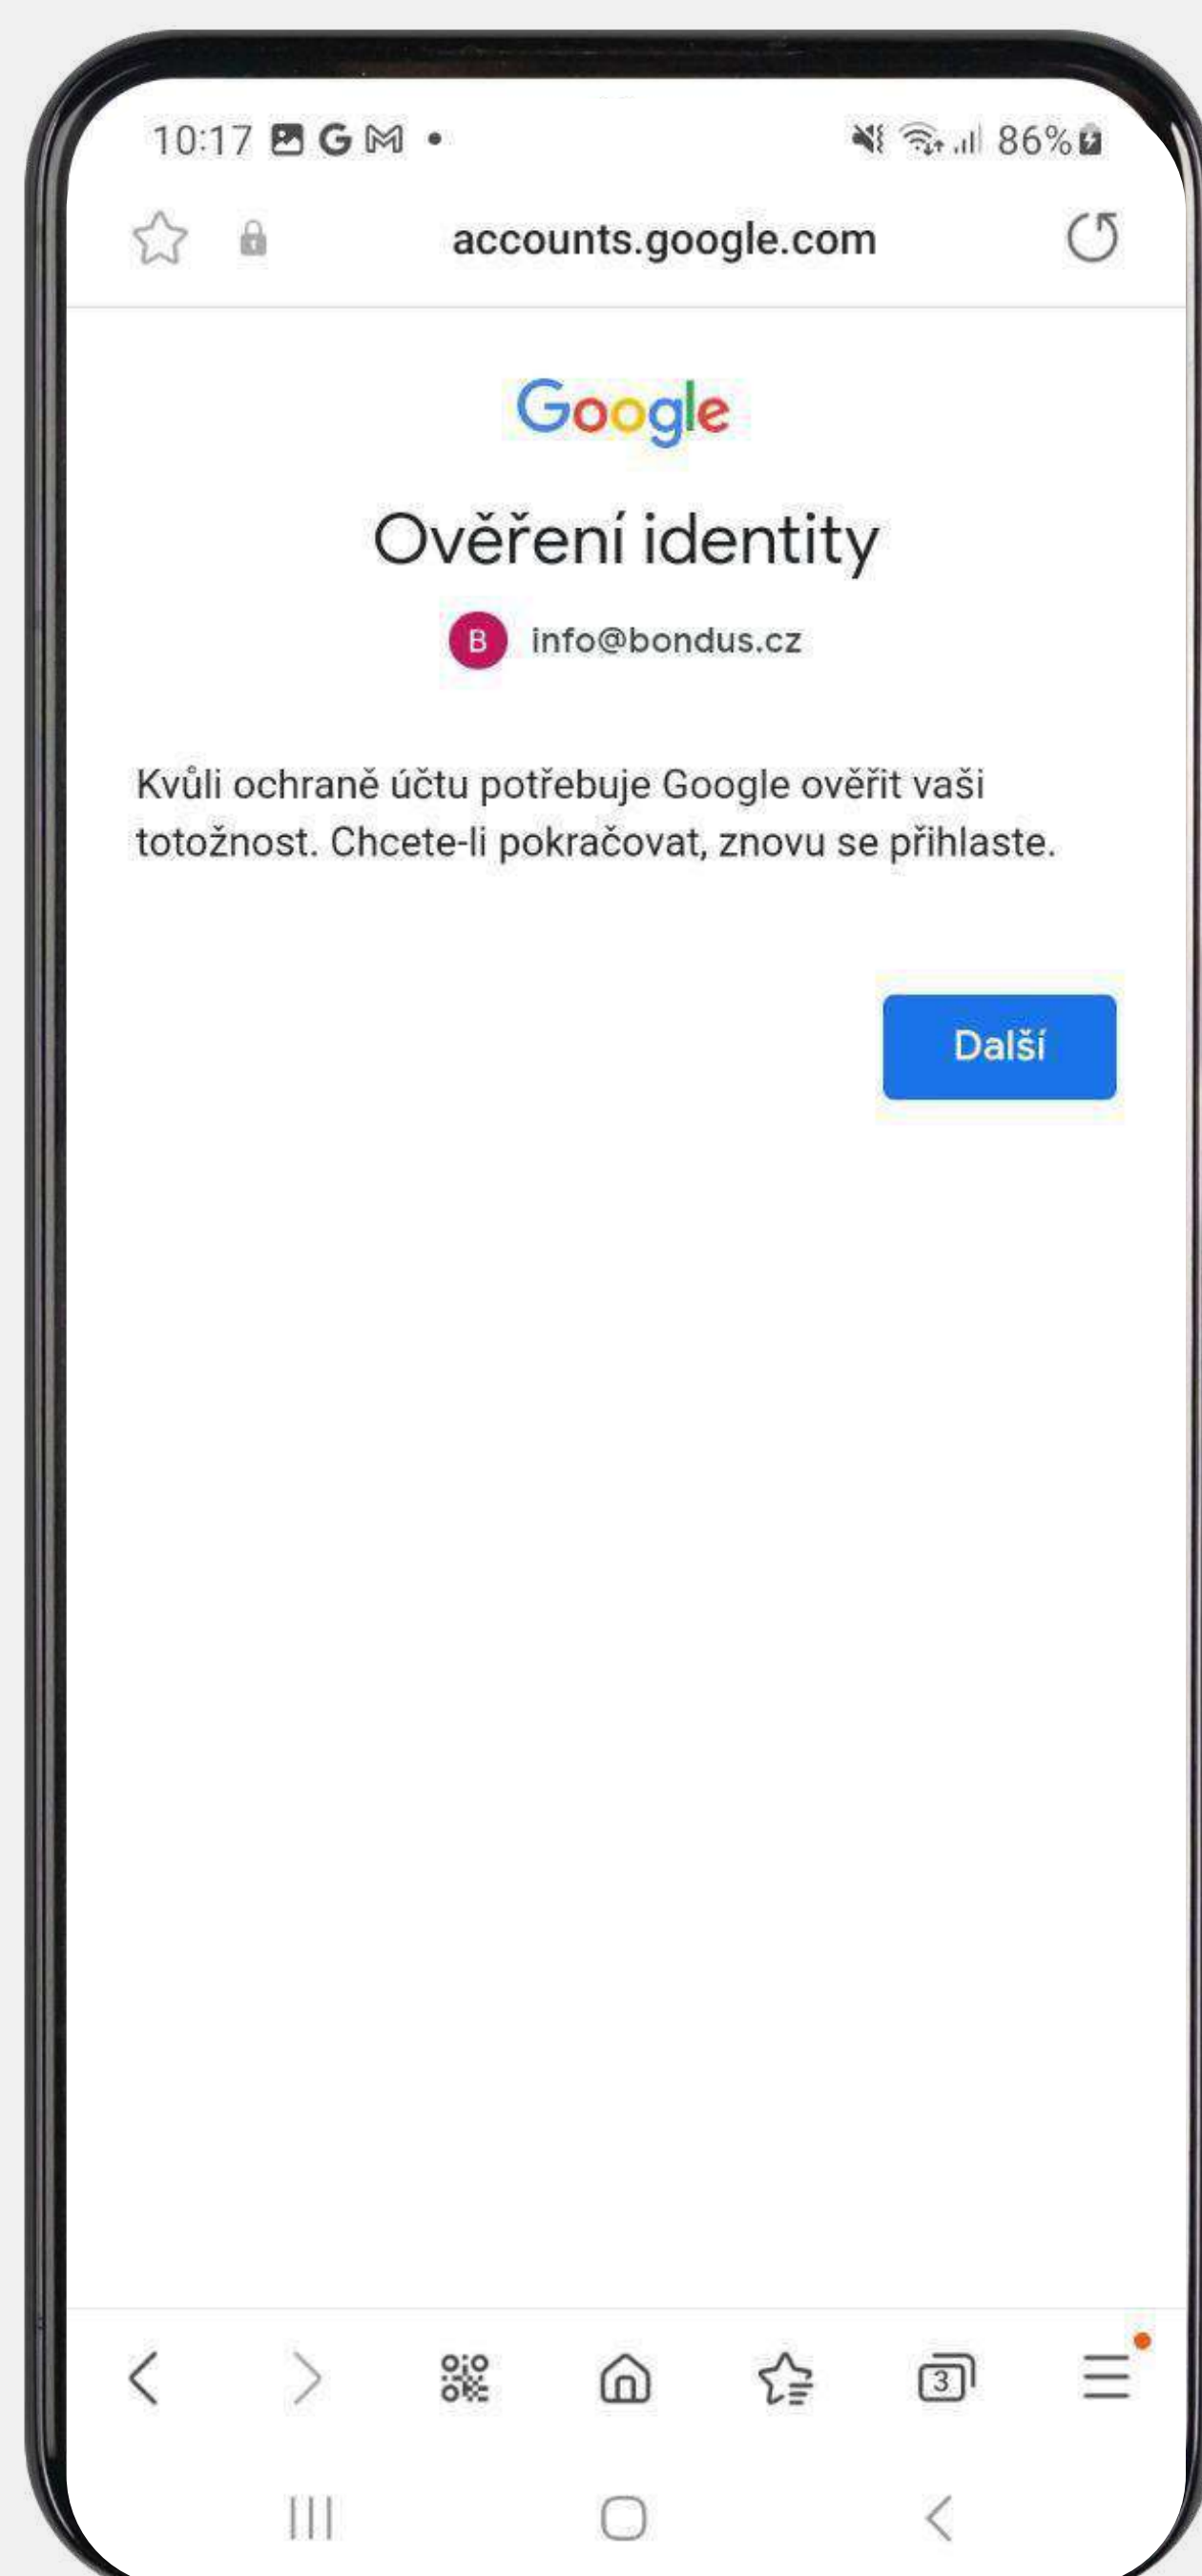 10:17 G M 86%
accounts.google.com
Google
Ověření identity
B info@bondus.cz
Kvůli ochraně účtu potřebuje Google ověřit vaši
totožnost. Chcete-li pokračovat, znovu se přihlaste.
Další
3